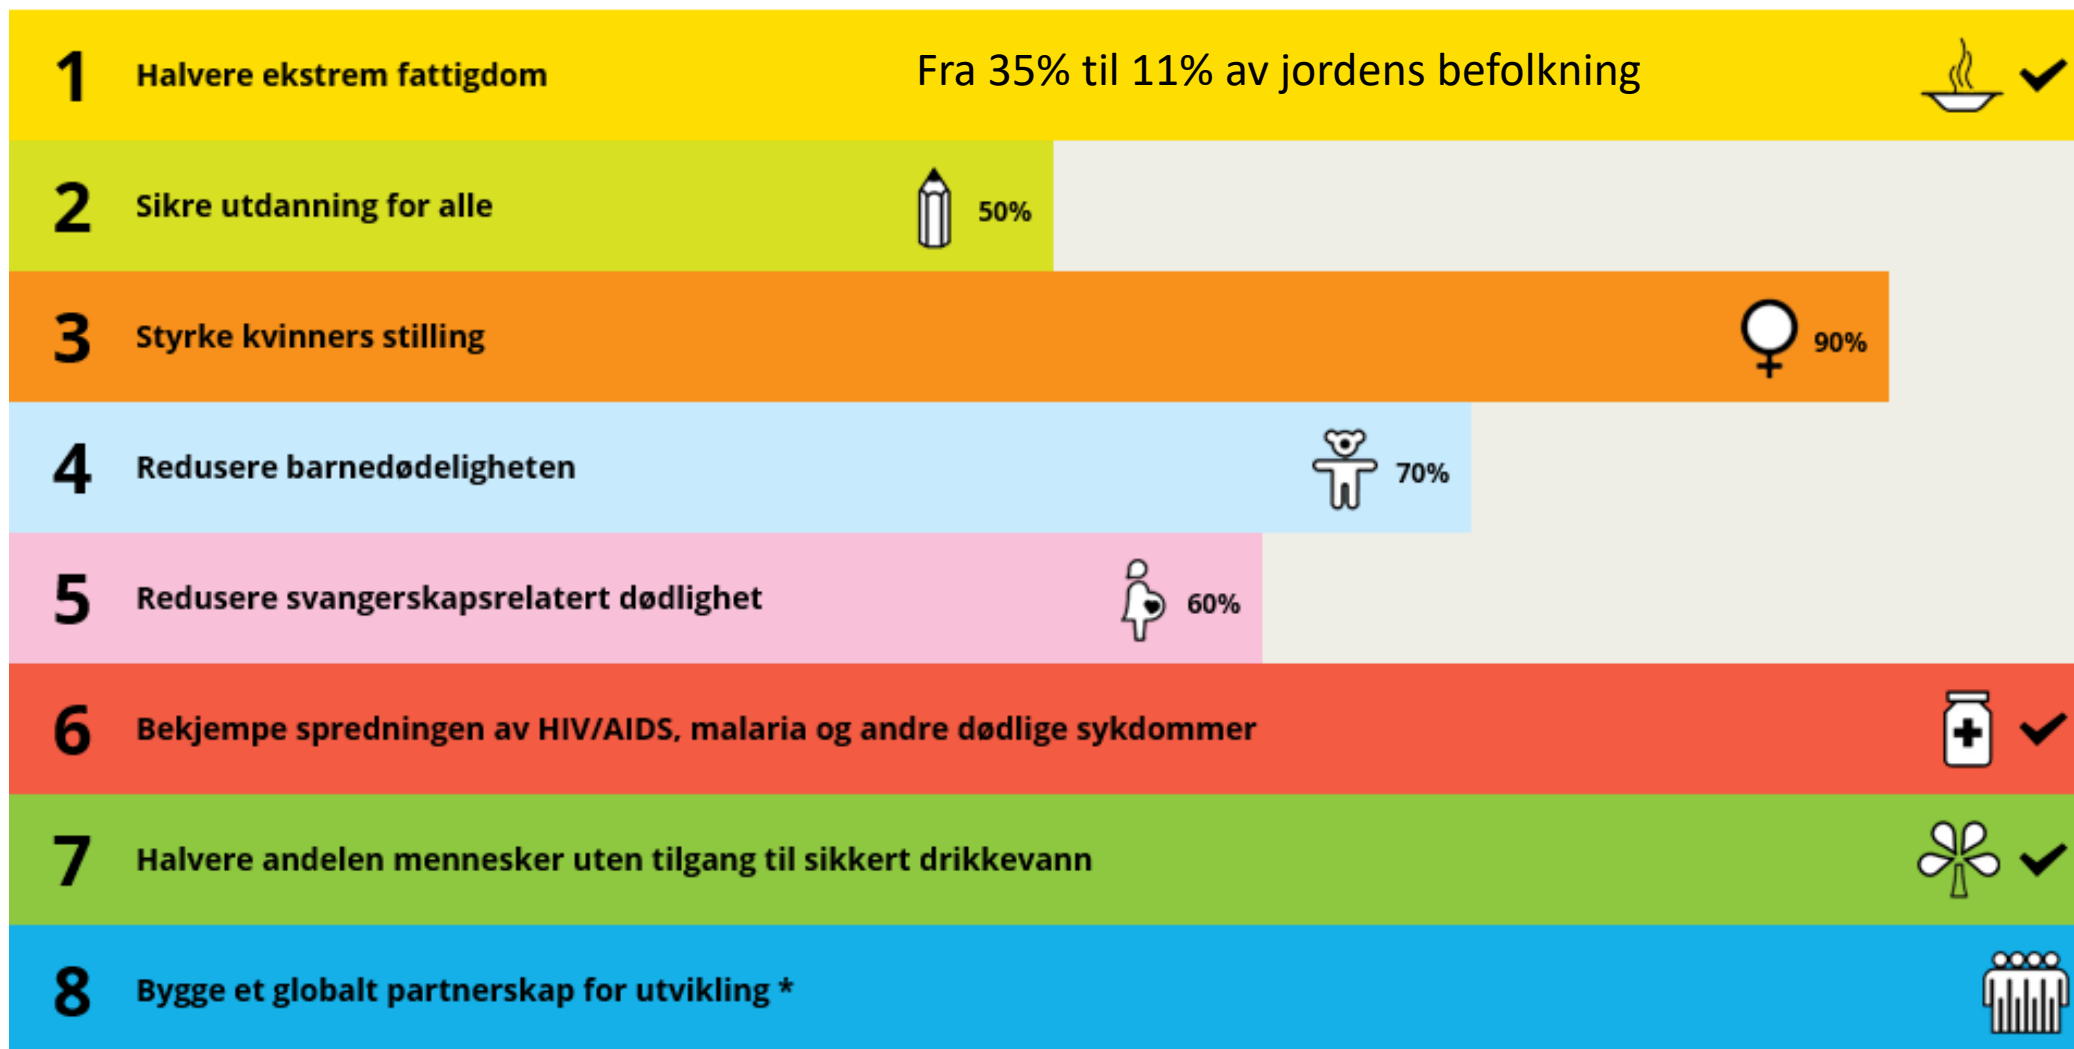 1 Halvere ekstrem fattigdom Fra 35% til 11% av jordens befolkning
2 Sikre utdanning for alle 50%
3 Styrke kvinners stilling 90%
4 Redusere barnedødeligheten 70%
5 Redusere svangerskapsrelatert dødlighet 60%
6 Bekjempe spredningen av HIV/AIDS, malaria og andre dødlige sykdommer
7 Halvere andelen mennesker uten tilgang til sikkert drikkevann
8 Bygge et globalt partnerskap for utvikling *